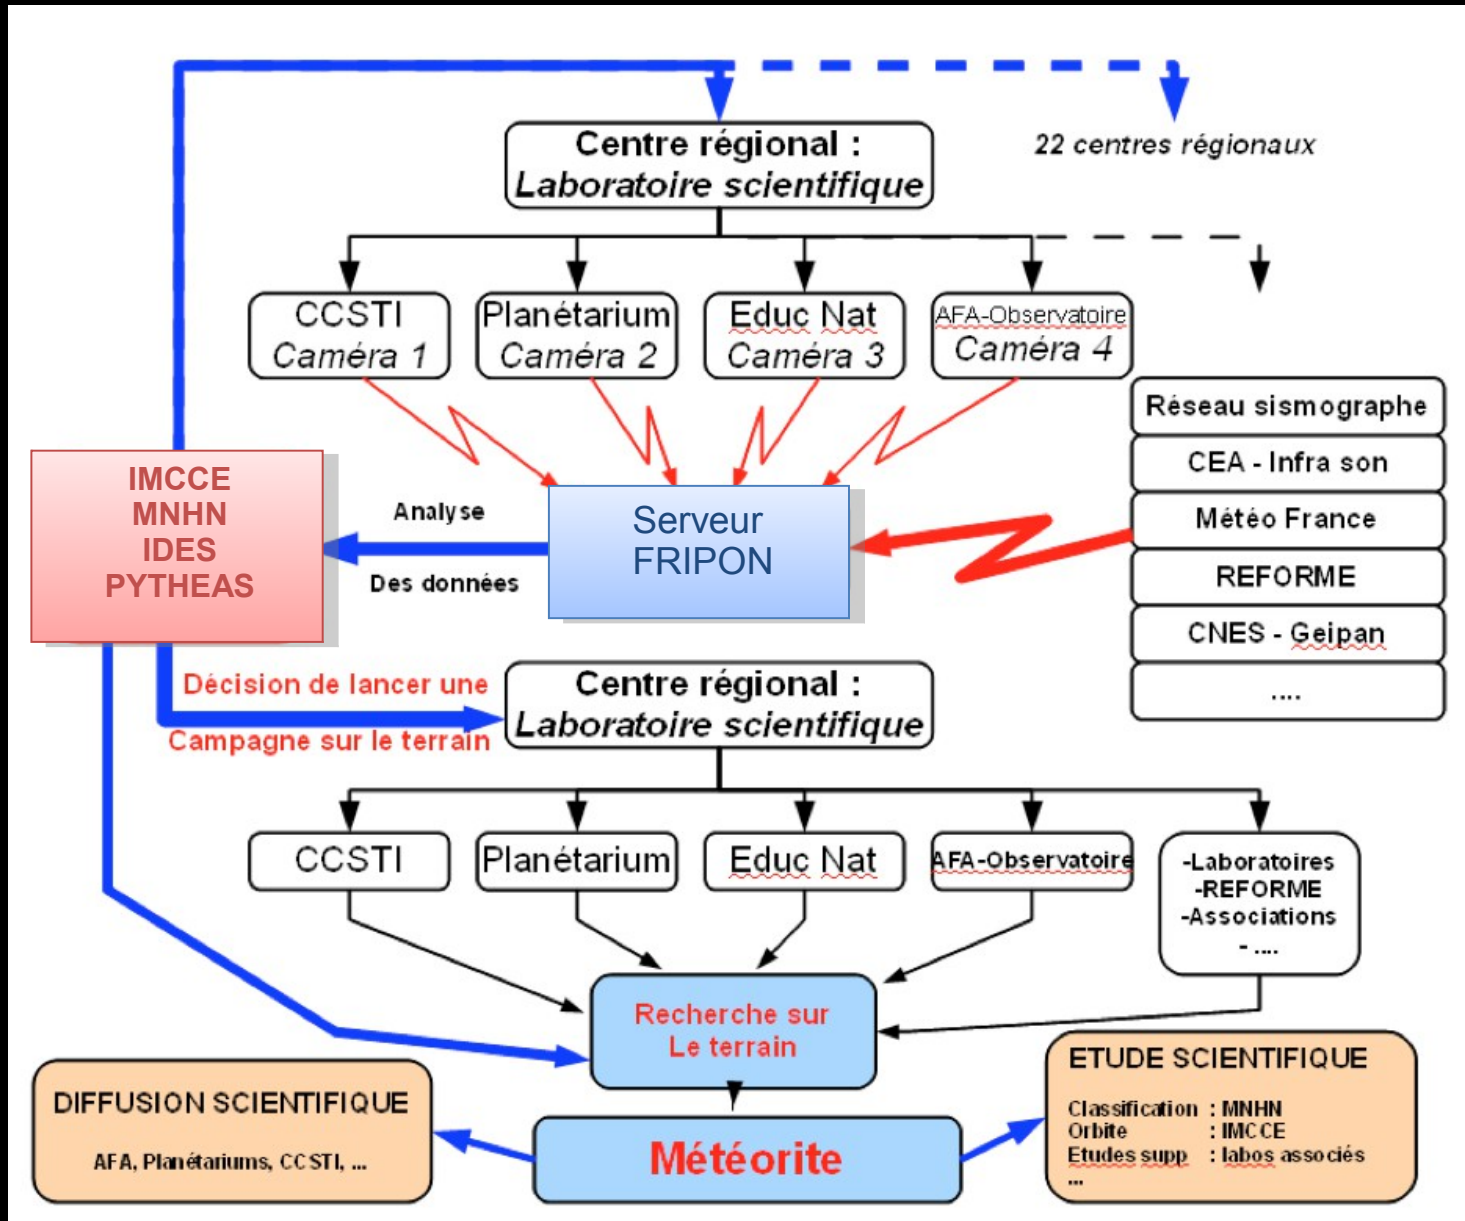 Centre régional :
Laboratoire scientifique
22 centres régionaux
CCSTI
Caméra 1
Planétarium
Caméra 2
Educ Nat
Caméra 3
AFA-Observatoire
Caméra 4
Réseau sismographe
CEA - Infra son
Météo France
REFORME
CNES - Geipan
....
IMCCE
MNHN
IDES
PYTHEAS
Analyse
Des données
Serveur
FRIPON
Décision de lancer une
Campagne sur le terrain
Centre régional :
Laboratoire scientifique
CCSTI
Planétarium
Educ Nat
AFA-Observatoire
-Laboratoires
-REFORME
-Associations
- ....
Recherche sur
Le terrain
DIFFUSION SCIENTIFIQUE
AFA, Planétariums, CCSTI, ...
Météorite
ETUDE SCIENTIFIQUE
Classification : MNHN
Orbite : IMCCE
Etudes supp : labos associés
...